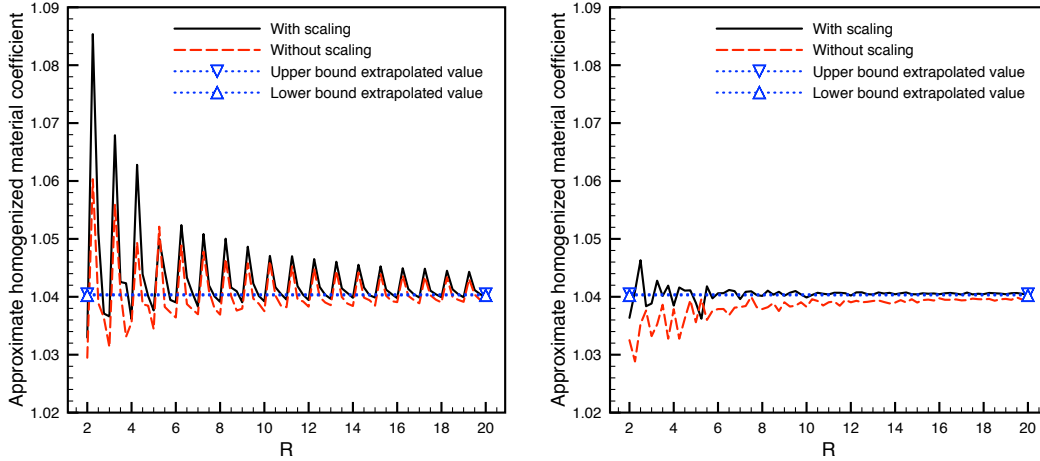 Approximate homogenized material coefficient
1.09
1.08
1.07
1.06
1.05
1.04
1.03
1.02
With scaling
Without scaling
Upper bound extrapolated value
Lower bound extrapolated value
2 4 6 8 10 12 14 16 18 20
R
Approximate homogenized material coefficient
1.09
1.08
1.07
1.06
1.05
1.04
1.03
1.02
With scaling
Without scaling
Upper bound extrapolated value
Lower bound extrapolated value
2 4 6 8 10 12 14 16 18 20
R